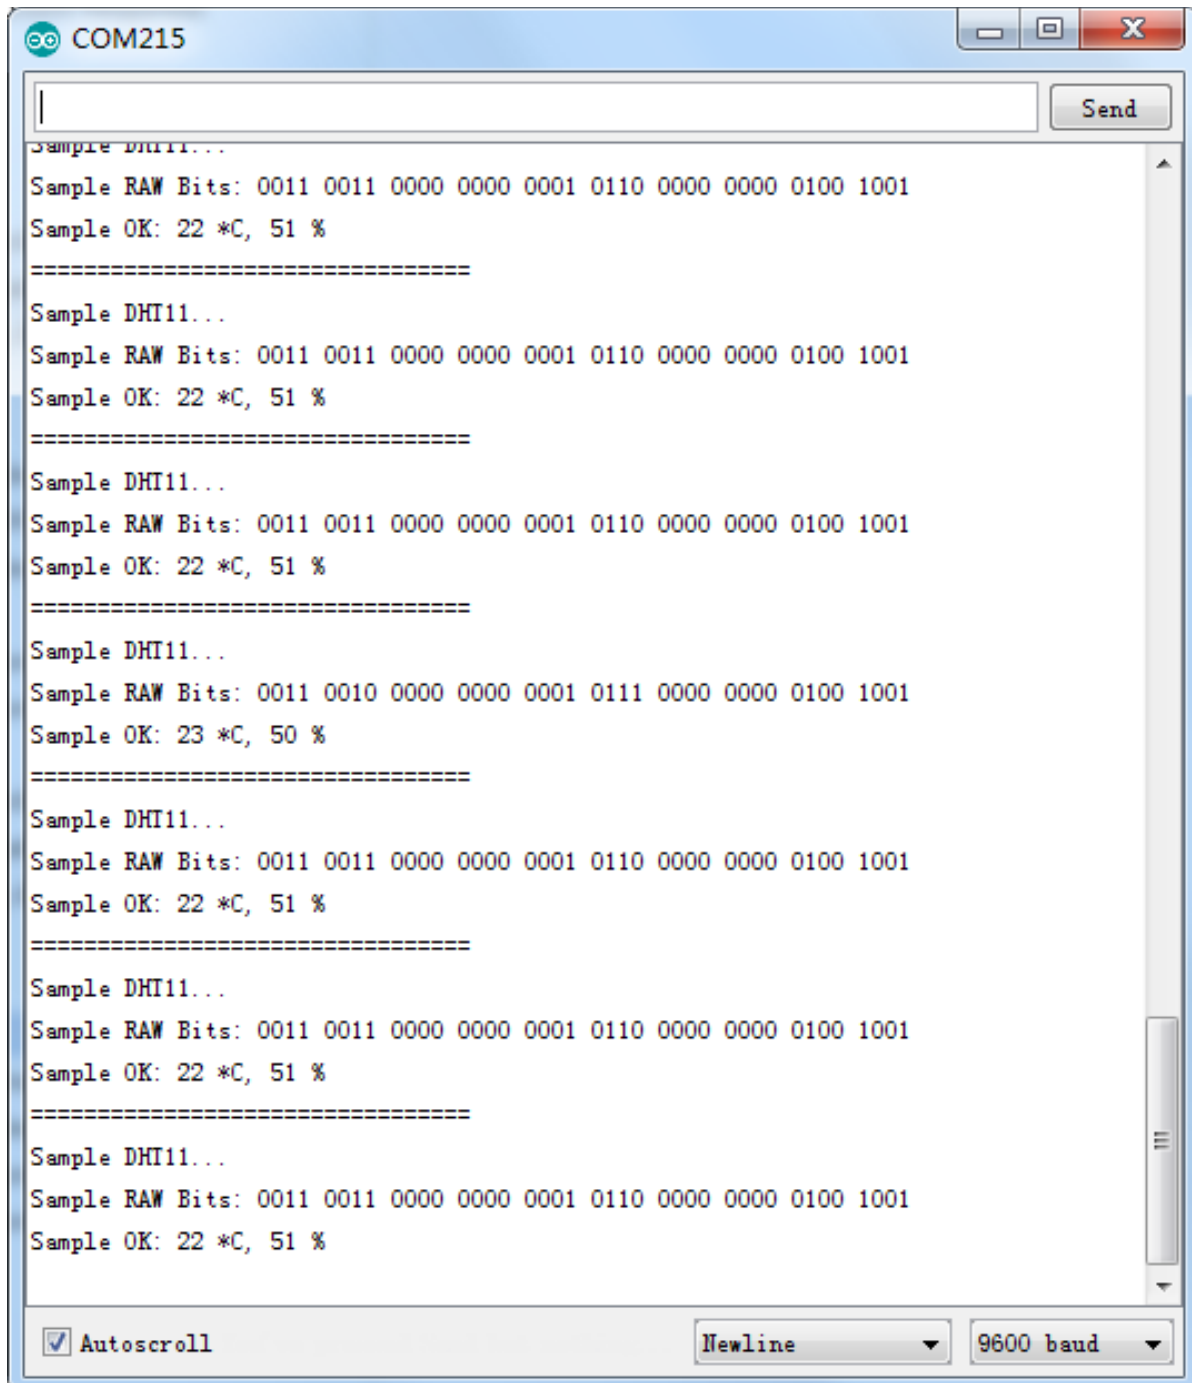 COM215
Send
Sample DHT11...
Sample RAW Bits: 0011 0011 0000 0000 0001 0110 0000 0000 0100 1001
Sample OK: 22 *C, 51 %
=================================
Sample DHT11...
Sample RAW Bits: 0011 0011 0000 0000 0001 0110 0000 0000 0100 1001
Sample OK: 22 *C, 51 %
=================================
Sample DHT11...
Sample RAW Bits: 0011 0011 0000 0000 0001 0110 0000 0000 0100 1001
Sample OK: 22 *C, 51 %
=================================
Sample DHT11...
Sample RAW Bits: 0011 0010 0000 0000 0001 0111 0000 0000 0100 1001
Sample OK: 23 *C, 50 %
=================================
Sample DHT11...
Sample RAW Bits: 0011 0011 0000 0000 0001 0110 0000 0000 0100 1001
Sample OK: 22 *C, 51 %
=================================
Sample DHT11...
Sample RAW Bits: 0011 0011 0000 0000 0001 0110 0000 0000 0100 1001
Sample OK: 22 *C, 51 %
=================================
Sample DHT11...
Sample RAW Bits: 0011 0011 0000 0000 0001 0110 0000 0000 0100 1001
Sample OK: 22 *C, 51 %
Autoscroll
Newline
9600 baud